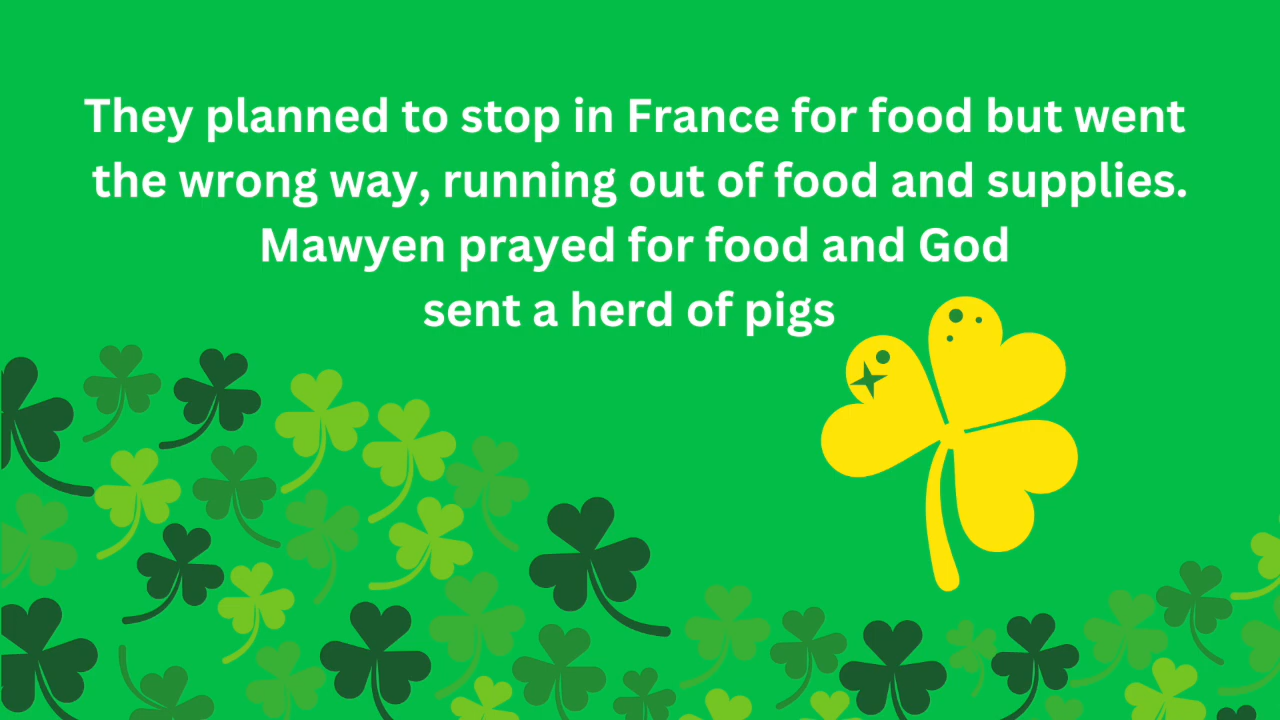 They planned to stop in France for food but went
the wrong way, running out of food and supplies.
Mawyen prayed for food and God
sent a herd of pigs